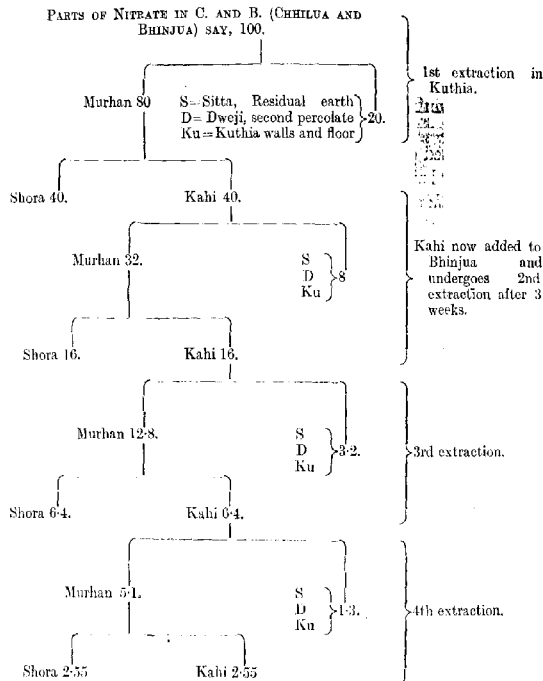 PARTS OF NITRATE IN C. AND B. (CHHILUA AND
BHINJUA) SAY, 100.
1st extraction in
Kuthia.
Murhan 80
S=Sitta, Residual earth
D=Dweji, second percolate
Ku=Kuthia walls and floor
20.
Shora 40.
Kahi 40.
Murhan 32.
S
D
Ku
8
Kahi now added to
Bhinjua and
undergoes 2nd
extraction after 3
weeks.
Shora 16.
Kahi 16.
Murhan 12·8.
S
D
Ku
3·2.
3rd extraction.
Shora 6·4.
Kahi 6·4.
Murhan 5·1.
S
D
Ku
1·3.
4th extraction.
Shora 2·55
Kahi 2·55